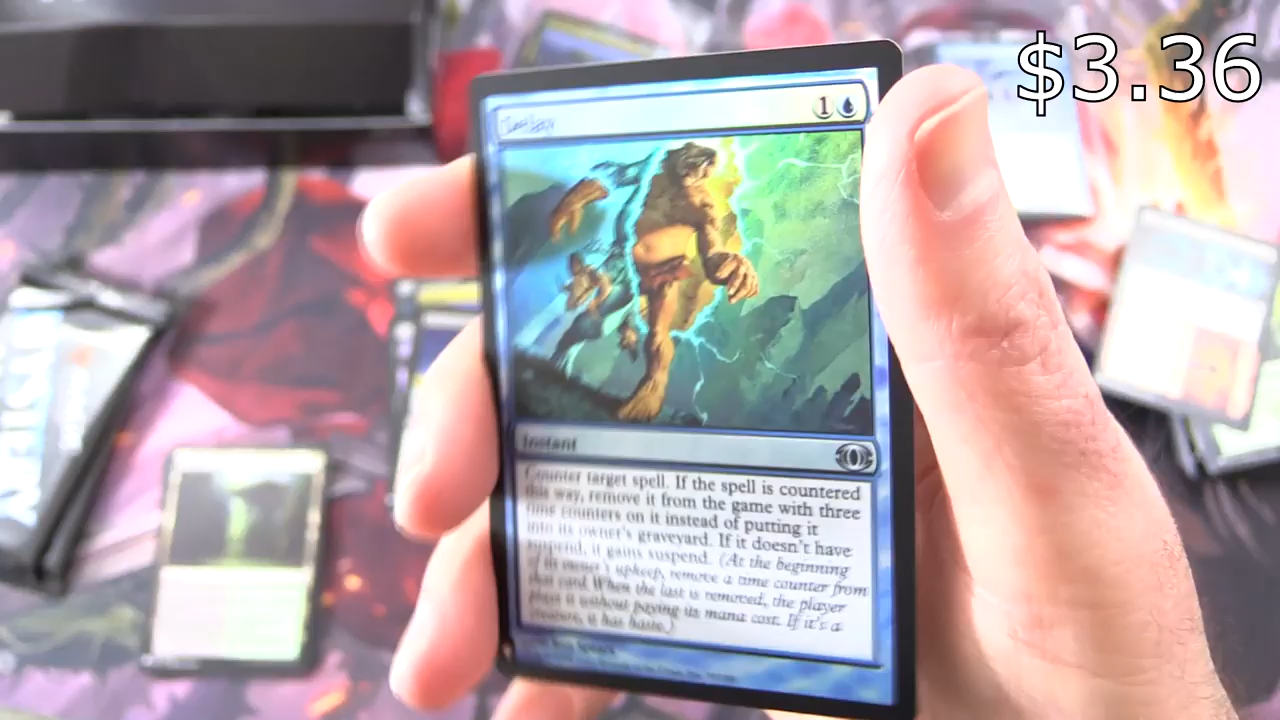 $3.36
1
Instant
Counter target spell. If the spell is countered
this way, remove it from the game with three
time counters on it instead of putting it
into its owner's graveyard. If it doesn't have
suspend, it gains suspend. (At the beginning
of its owner's upkeep, remove a time counter from
that card. When the last is removed, the player
plays it without paying its mana cost. If it's a
creature, it has haste.)